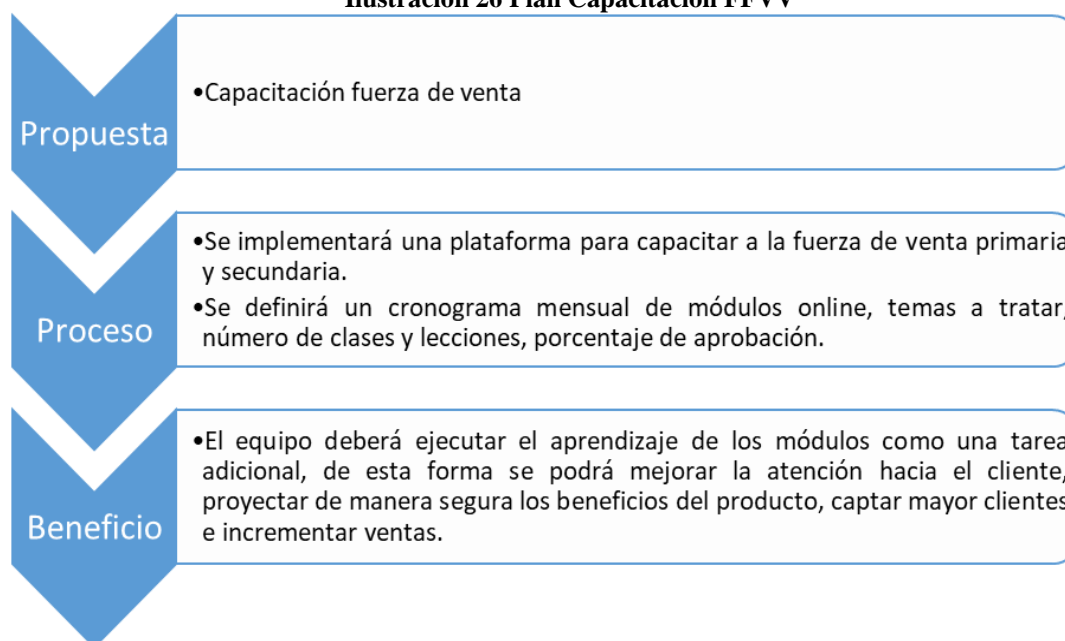 Ilustración 26 Plan Capacitación FFVV
Propuesta
•Capacitación fuerza de venta
Proceso
•Se implementará una plataforma para capacitar a la fuerza de venta primaria
y secundaria.
•Se definirá un cronograma mensual de módulos online, temas a tratar,
número de clases y lecciones, porcentaje de aprobación.
Beneficio
•El equipo deberá ejecutar el aprendizaje de los módulos como una tarea
adicional, de esta forma se podrá mejorar la atención hacia el cliente,
proyectar de manera segura los beneficios del producto, captar mayor clientes
e incrementar ventas.